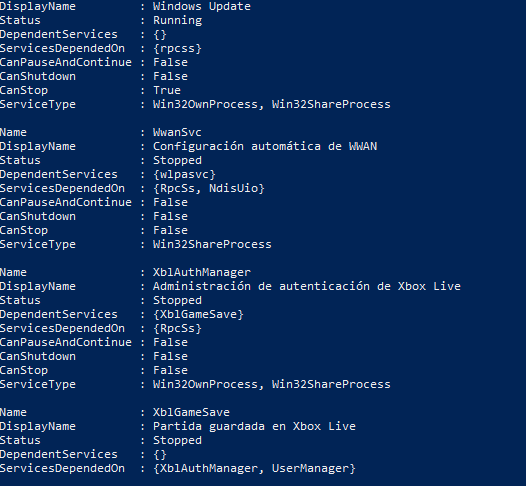 DisplayName         : Windows Update
Status              : Running
DependentServices   : {}
ServicesDependedOn  : {rpcss}
CanPauseAndContinue : False
CanShutdown         : False
CanStop             : True
ServiceType         : Win32OwnProcess, Win32ShareProcess

Name                : WwanSvc
DisplayName         : Configuración automática de WWAN
Status              : Stopped
DependentServices   : {wlpasvc}
ServicesDependedOn  : {RpcSs, NdisUio}
CanPauseAndContinue : False
CanShutdown         : False
CanStop             : False
ServiceType         : Win32ShareProcess

Name                : XblAuthManager
DisplayName         : Administración de autenticación de Xbox Live
Status              : Stopped
DependentServices   : {XblGameSave}
ServicesDependedOn  : {RpcSs}
CanPauseAndContinue : False
CanShutdown         : False
CanStop             : False
ServiceType         : Win32OwnProcess, Win32ShareProcess

Name                : XblGameSave
DisplayName         : Partida guardada en Xbox Live
Status              : Stopped
DependentServices   : {}
ServicesDependedOn  : {XblAuthManager, UserManager}